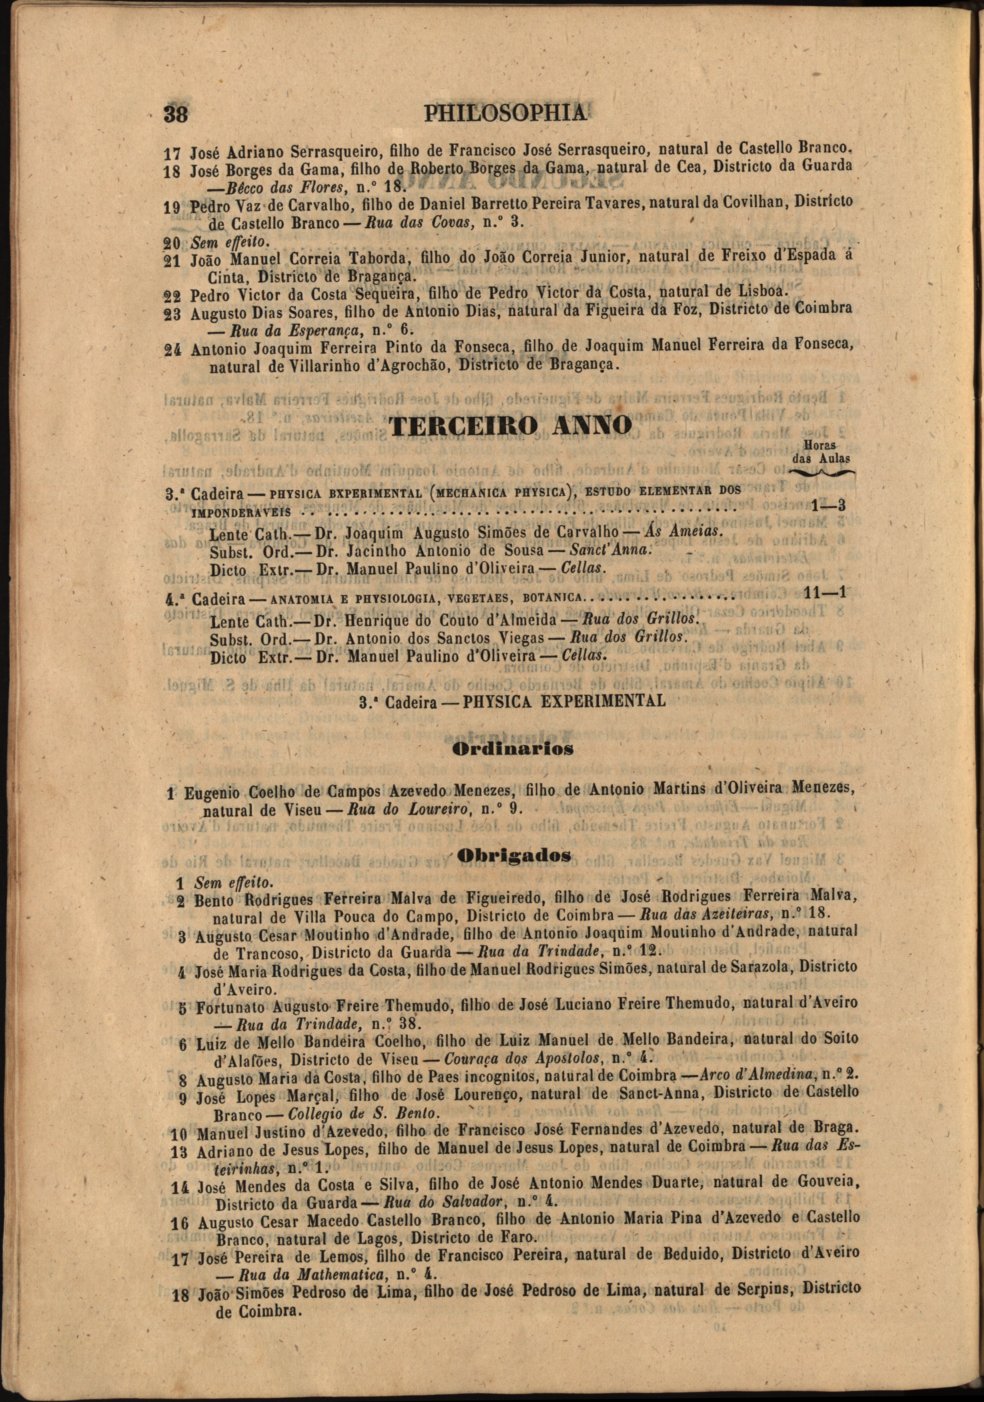 38
PHILOSOPHIA
17 José Adriano Serrasqueiro, filho de Francisco José Serrasqueiro, natural de Castello Branco.
18 José Borges da Gama, filho de Roberto Borges da Gama, natural de Cea, Districto da Guarda
—Bêcco das Flores, n.º 18.
19 Pedro Vaz de Carvalho, filho de Daniel Barretto Pereira Tavares, natural da Covilhan, Districto
de Castello Branco — Rua das Covas, n.º 3.
20 Sem effeito.
21 João Manuel Correia Taborda, filho do João Correia Junior, natural de Freixo d'Espada á
Cinta, Districto de Bragança.
22 Pedro Victor da Costa Sequeira, filho de Pedro Victor da Costa, natural de Lisboa.
23 Augusto Dias Soares, filho de Antonio Dias, natural da Figueira da Foz, Districto de Coimbra
— Rua da Esperança, n.º 6.
24 Antonio Joaquim Ferreira Pinto da Fonseca, filho de Joaquim Manuel Ferreira da Fonseca,
natural de Villarinho d'Agrochão, Districto de Bragança.
TERCEIRO ANNO
Horas
das Aulas
3.ª Cadeira — PHYSICA EXPERIMENTAL (MECHANICA PHYSICA), ESTUDO ELEMENTAR DOS
IMPONDERAVEIS . . . . . . . . . . . . . . . . . . . . . . . . . . . . . . 1—3
Lente Cath.— Dr. Joaquim Augusto Simões de Carvalho — Ás Ameias.
Subst. Ord.— Dr. Jacintho Antonio de Sousa — Sanct'Anna.
Dicto Extr.— Dr. Manuel Paulino d'Oliveira — Cellas.
4.ª Cadeira — ANATOMIA E PHYSIOLOGIA, VEGETAES, BOTANICA. . . . . . . . . . . . . . . . 11—1
Lente Cath.— Dr. Henrique do Couto d'Almeida — Rua dos Grillos.
Subst. Ord.— Dr. Antonio dos Sanctos Viegas — Rua dos Grillos.
Dicto Extr.— Dr. Manuel Paulino d'Oliveira — Cellas.
3.ª Cadeira — PHYSICA EXPERIMENTAL
Ordinarios
1 Eugenio Coelho de Campos Azevedo Menezes, filho de Antonio Martins d'Oliveira Menezes,
natural de Viseu — Rua do Loureiro, n.º 9.
Obrigados
1 Sem effeito.
2 Bento Rodrigues Ferreira Malva de Figueiredo, filho de José Rodrigues Ferreira Malva,
natural de Villa Pouca do Campo, Districto de Coimbra — Rua das Azeiteiras, n.º 18.
3 Augusto Cesar Moutinho d'Andrade, filho de Antonio Joaquim Moutinho d'Andrade, natural
de Trancoso, Districto da Guarda — Rua da Trindade, n.º 12.
4 José Maria Rodrigues da Costa, filho de Manuel Rodrigues Simões, natural de Sarazola, Districto
d'Aveiro.
5 Fortunato Augusto Freire Themudo, filho de José Luciano Freire Themudo, natural d'Aveiro
— Rua da Trindade, n.º 38.
6 Luiz de Mello Bandeira Coelho, filho de Luiz Manuel de Mello Bandeira, natural do Soito
d'Alafões, Districto de Viseu — Couraça dos Apostolos, n.º 4.
8 Augusto Maria da Costa, filho de Paes incognitos, natural de Coimbra — Arco d'Almedina, n.º 2.
9 José Lopes Marçal, filho de José Lourenço, natural de Sanct-Anna, Districto de Castello
Branco — Collegio de S. Bento.
10 Manuel Justino d'Azevedo, filho de Francisco José Fernandes d'Azevedo, natural de Braga.
13 Adriano de Jesus Lopes, filho de Manuel de Jesus Lopes, natural de Coimbra — Rua das Es-
teirinhas, n.º 1.
14 José Mendes da Costa e Silva, filho de José Antonio Mendes Duarte, natural de Gouveia,
Districto da Guarda — Rua do Salvador, n.º 4.
16 Augusto Cesar Macedo Castello Branco, filho de Antonio Maria Pina d'Azevedo e Castello
Branco, natural de Lagos, Districto de Faro.
17 José Pereira de Lemos, filho de Francisco Pereira, natural de Beduido, Districto d'Aveiro
— Rua da Mathematica, n.º 4.
18 João Simões Pedroso de Lima, filho de José Pedroso de Lima, natural de Serpins, Districto
de Coimbra.